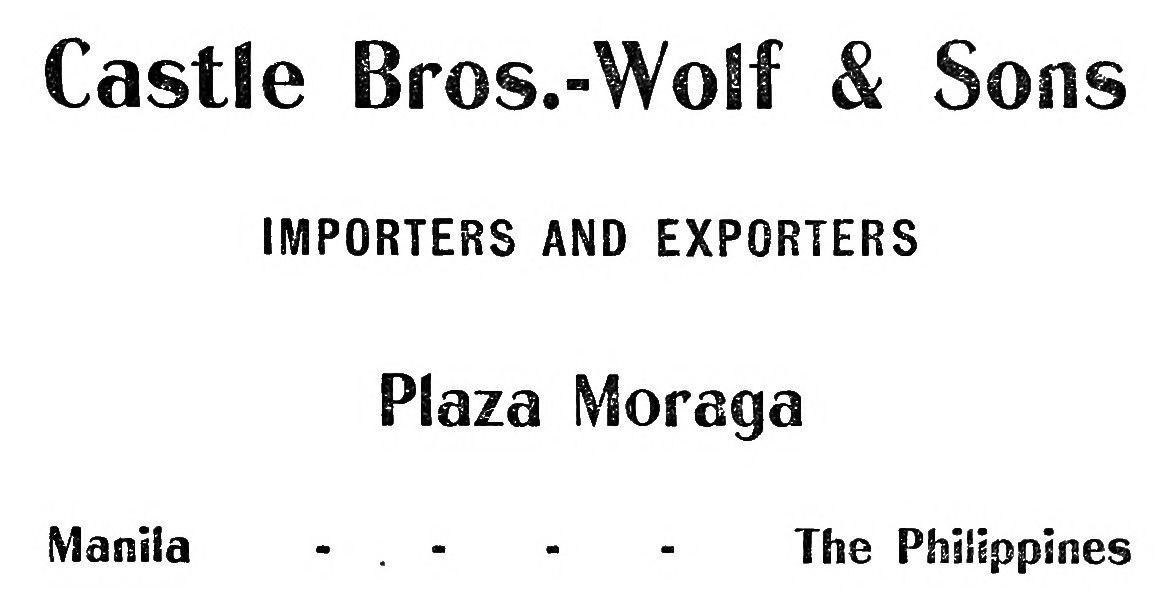 Castle Bros.-Wolf & Sons
IMPORTERS AND EXPORTERS
Plaza Moraga
Manila - - - - The Philippines